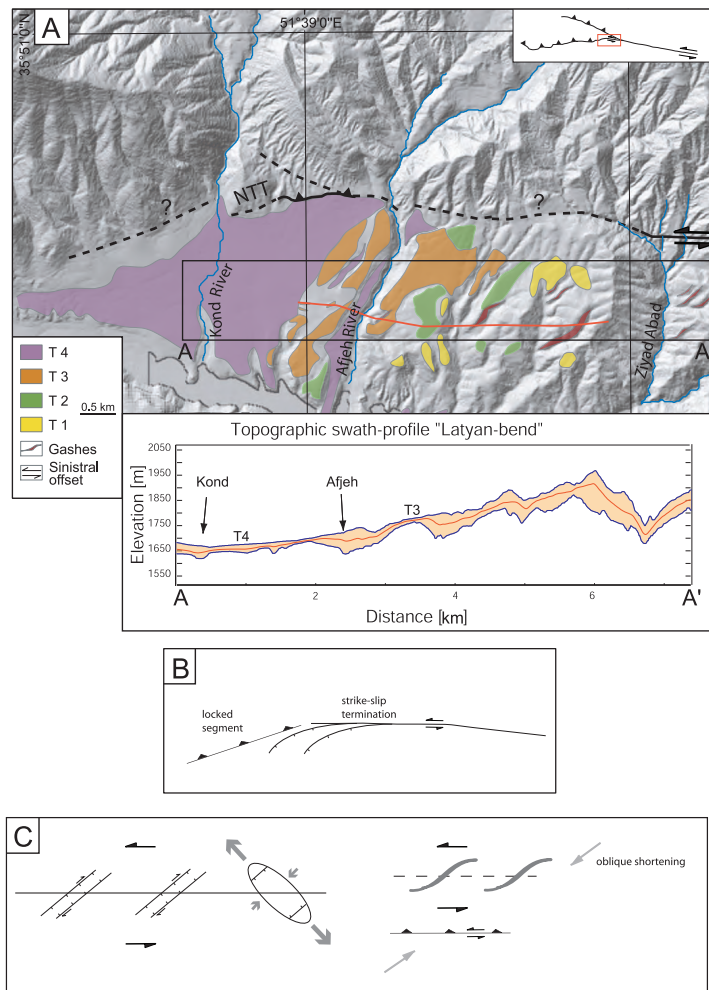 A
35°51'0"N
51°39'0"E
?
NTT
?
Kond River
Afjeh River
Ziyad Abad
A
A
T 4
T 3
T 2
T 1
0.5 km
Gashes
Sinistral
offset
Topographic swath-profile "Latyan-bend"
Elevation [m]
2050
1950
1850
1750
1650
1550
Kond
Afjeh
T4
T3
A
2
4
6
A'
Distance [km]
B
locked
segment
strike-slip
termination
C
oblique shortening